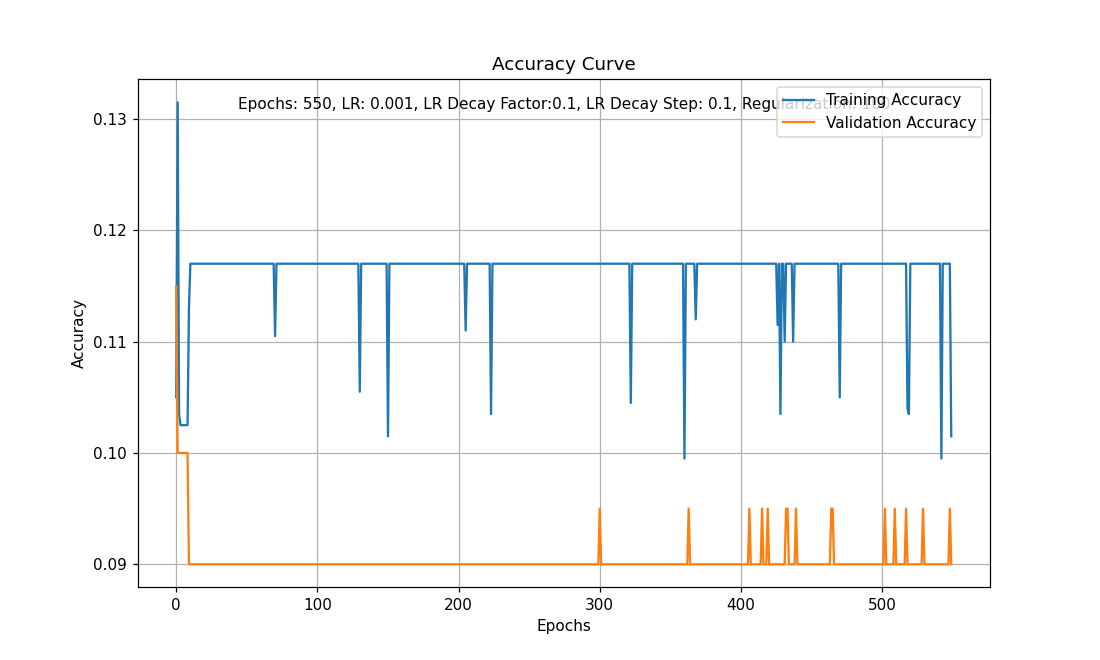 Accuracy Curve
Epochs: 550, LR: 0.001, LR Decay Factor:0.1, LR Decay Step: 0.1, Regularization: 100
Training Accuracy
Validation Accuracy
0.13
0.12
0.11
0.10
0.09
Accuracy
0 100 200 300 400 500
Epochs